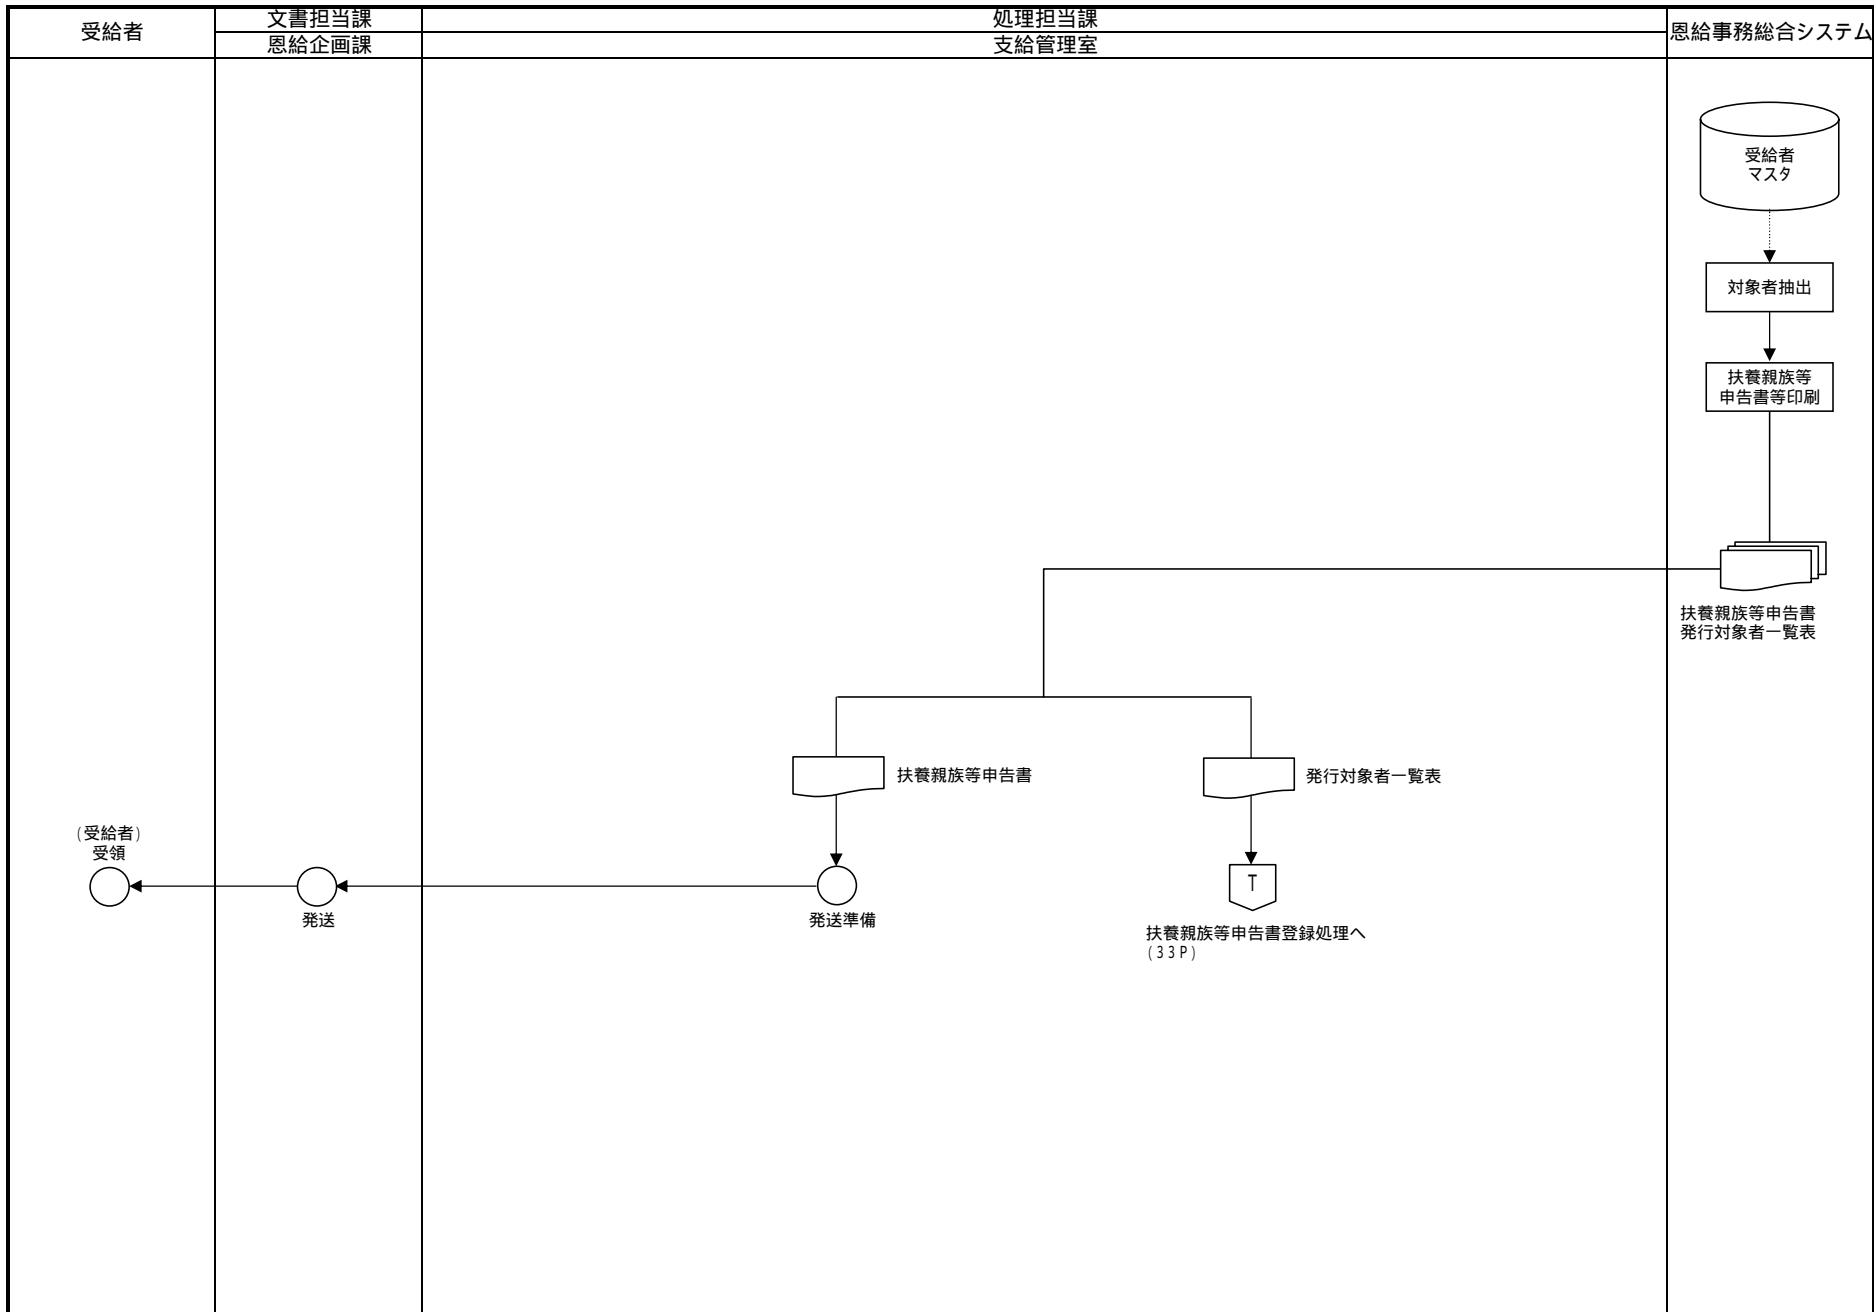 受給者
文書担当課
恩給企画課
処理担当課
支給管理室
恩給事務総合システム
受給者
マスタ
対象者抽出
扶養親族等
申告書等印刷
扶養親族等申告書
発行対象者一覧表
扶養親族等申告書
発行対象者一覧表
(受給者)
受領
発送
発送準備
T
扶養親族等申告書登録処理へ
(33P)